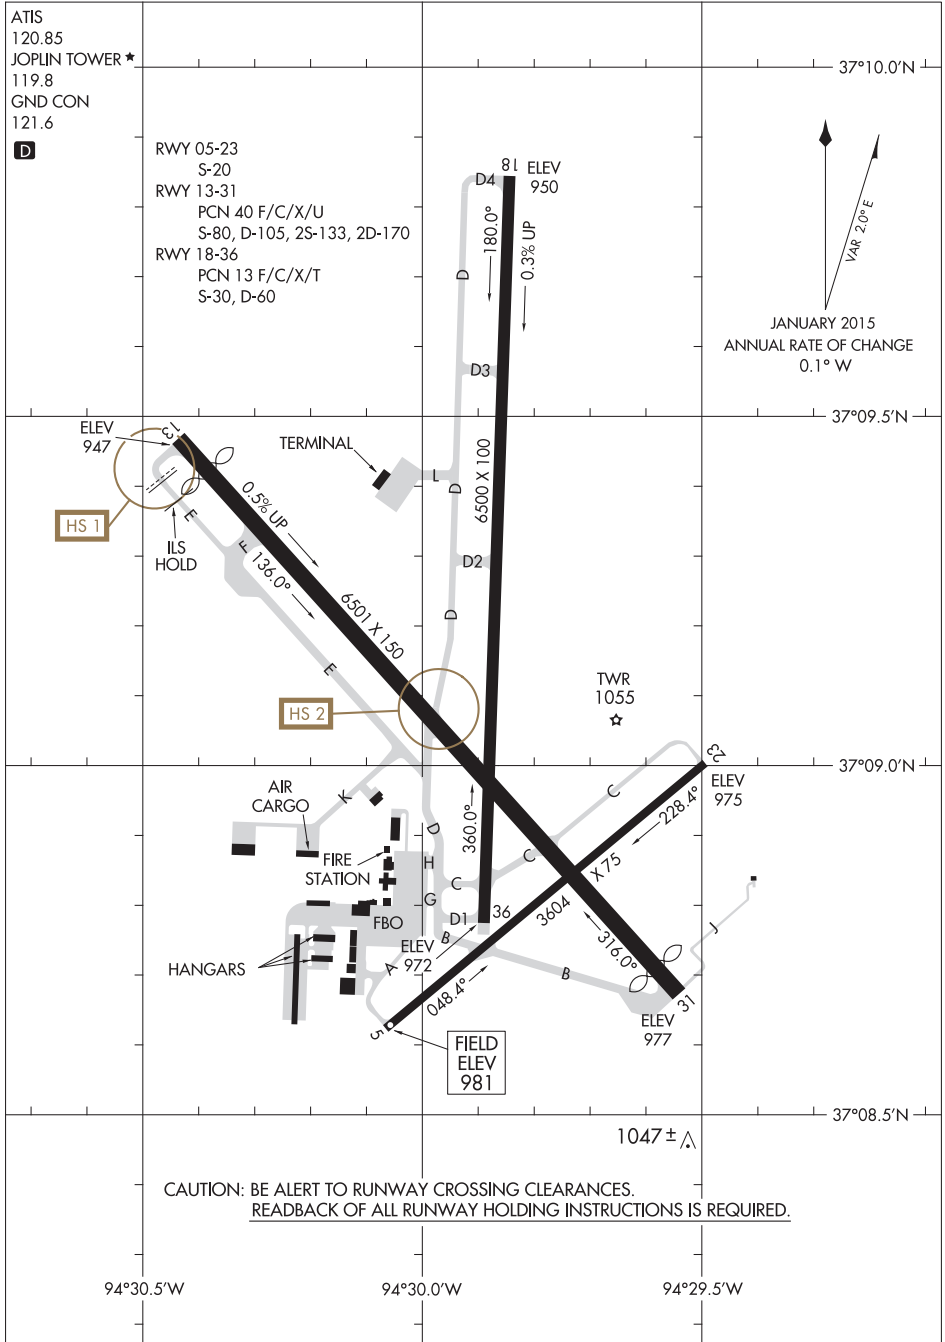 ATIS
120.85
JOPLIN TOWER ★
119.8
GND CON
121.6
D
RWY 05-23
S-20
RWY 13-31
PCN 40 F/C/X/U
S-80, D-105, 2S-133, 2D-170
RWY 18-36
PCN 13 F/C/X/T
S-30, D-60
37°10.0'N
VAR 2.0° E
JANUARY 2015
ANNUAL RATE OF CHANGE
0.1° W
18
ELEV
950
D4
180.0°
0.3% UP
D
D3
37°09.5'N
ELEV
947
13
TERMINAL
L
D
6500 X 100
HS 1
E
ILS
HOLD
0.5% UP
F
136.0°
D2
6501 X 150
D
E
HS 2
TWR
1055
37°09.0'N
23
ELEV
975
C
228.4°
K
AIR
CARGO
D
360.0°
FIRE
STATION
H
C
C
X 75
3604
G
FBO
D1
36
ELEV
972
B
B
316.0°
J
HANGARS
A
048.4°
5
31
ELEV
977
FIELD
ELEV
981
37°08.5'N
1047 ±
CAUTION: BE ALERT TO RUNWAY CROSSING CLEARANCES.
READBACK OF ALL RUNWAY HOLDING INSTRUCTIONS IS REQUIRED.
94°30.5'W
94°30.0'W
94°29.5'W